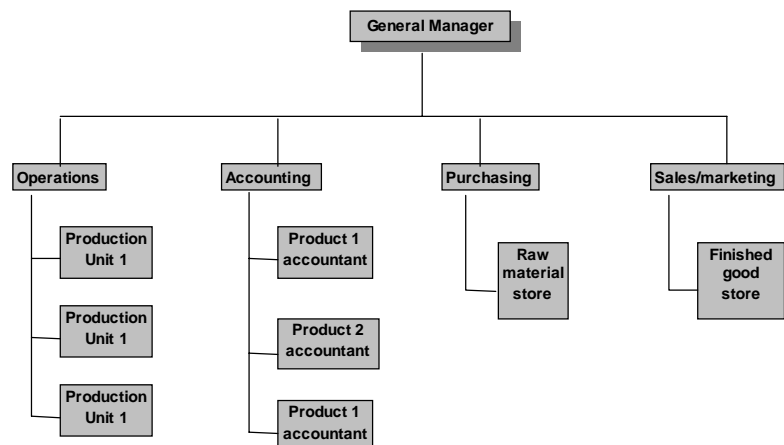 General Manager
Operations
Accounting
Purchasing
Sales/marketing
Production
Unit 1
Product 1
accountant
Raw
material
store
Finished
good
store
Production
Unit 1
Product 2
accountant
Production
Unit 1
Product 1
accountant